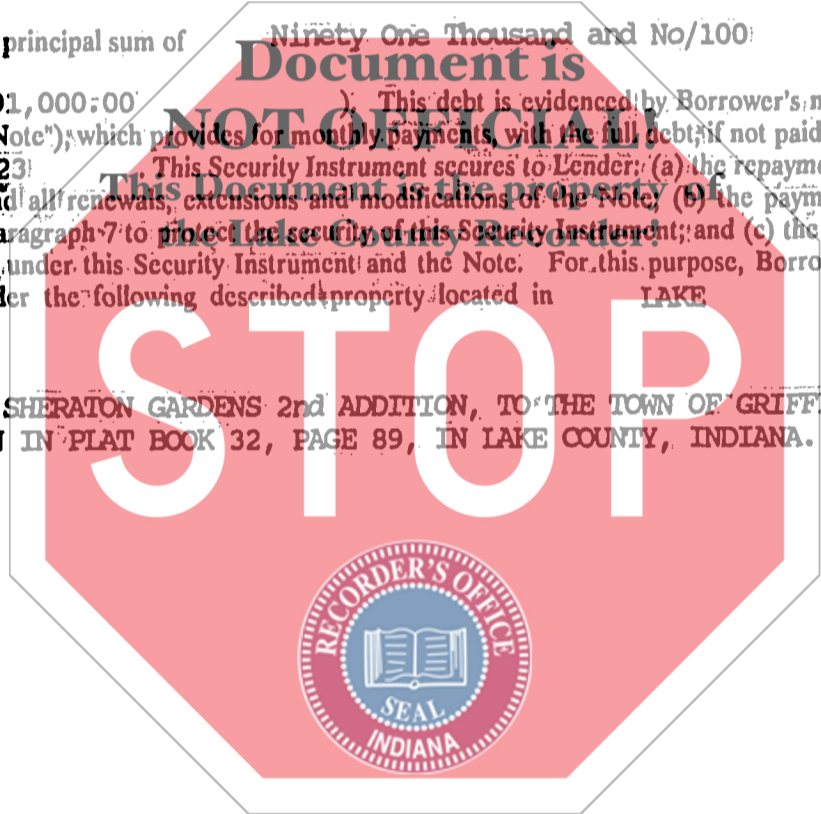 principal sum of Ninety One Thousand and No/100
Document is
1,000.00 ). This debt is evidenced by Borrower's
NOT OFFICIAL!
ote"), which provides for monthly payments, with the full debt, if not paid
23 This Security Instrument secures to Lender: (a) the repayme
This Document is the property of
d all renewals, extensions and modifications of the Note; (b) the paym
the Lake County Recorder!
ragraph 7 to protect the security of this Security Instrument; and (c) the
under this Security Instrument and the Note. For this purpose, Borro
er the following described property located in LAKE
STOP
SHERATON GARDENS 2nd ADDITION, TO THE TOWN OF GRIFF
IN PLAT BOOK 32, PAGE 89, IN LAKE COUNTY, INDIANA.
RECORDER'S OFFICE
SEAL
INDIANA